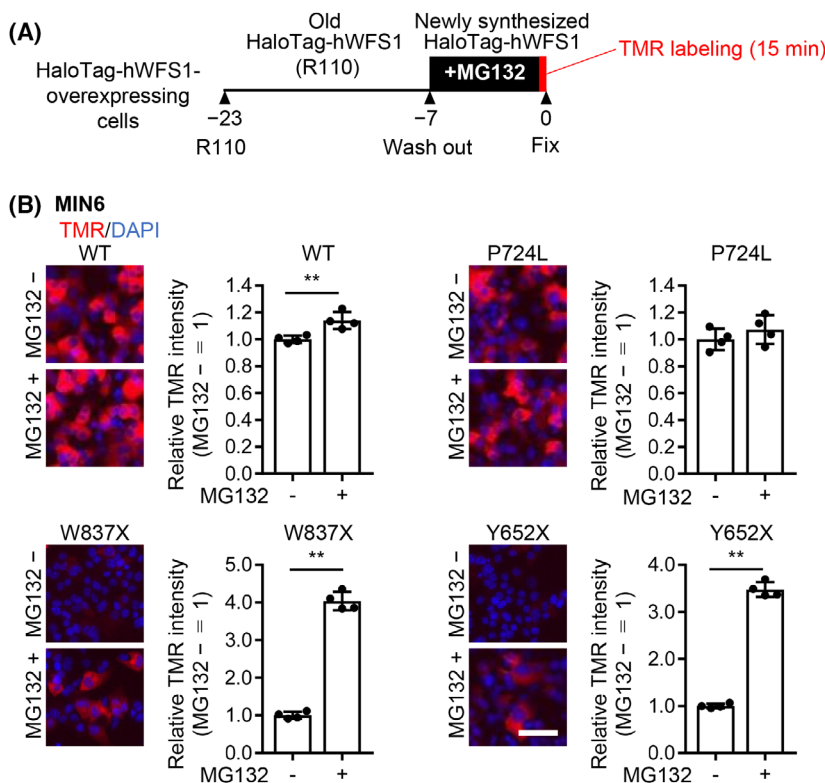 (A)
Old
HaloTag-hWFS1
(R110)
Newly synthesized
HaloTag-hWFS1
TMR labeling (15 min)
HaloTag-hWFS1-
overexpressing
cells
+MG132
−23
−7
0
R110
Wash out
Fix
(B) MIN6
TMR/DAPI
WT
MG132 −
MG132 +
WT
Relative TMR intensity
(MG132 − = 1)
1.4
1.2
1.0
0.8
0.6
0.4
0.2
0.0
**
MG132 - +
P724L
MG132 −
MG132 +
P724L
Relative TMR intensity
(MG132 − = 1)
1.4
1.2
1.0
0.8
0.6
0.4
0.2
0.0
MG132 - +
W837X
MG132 −
MG132 +
W837X
Relative TMR intensity
(MG132 − = 1)
5.0
4.0
3.0
2.0
1.0
0.0
**
MG132 - +
Y652X
MG132 −
MG132 +
Y652X
Relative TMR intensity
(MG132 − = 1)
4.0
3.0
2.0
1.0
0.0
**
MG132 - +